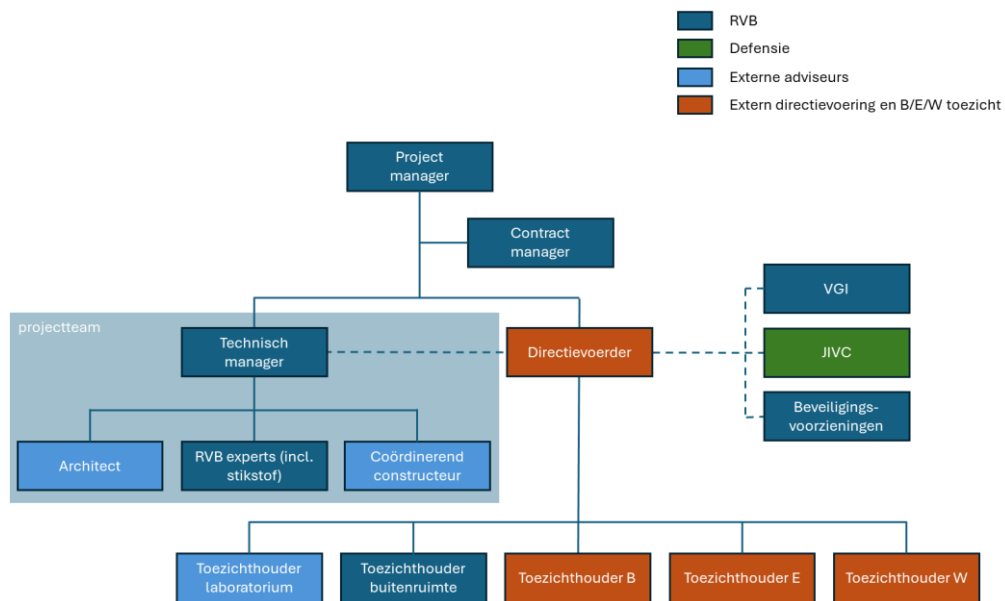 RVB
Defensie
Externe adviseurs
Extern directievoering en B/E/W toezicht
Project
manager
Contract
manager
VGI
projectteam
Technisch
manager
Directievoerder
JIVC
Beveiligings-
voorzieningen
Architect
RVB experts (incl.
stikstof)
Coördinerend
constructeur
Toezichthouder
laboratorium
Toezichthouder
buitenruimte
Toezichthouder B
Toezichthouder E
Toezichthouder W